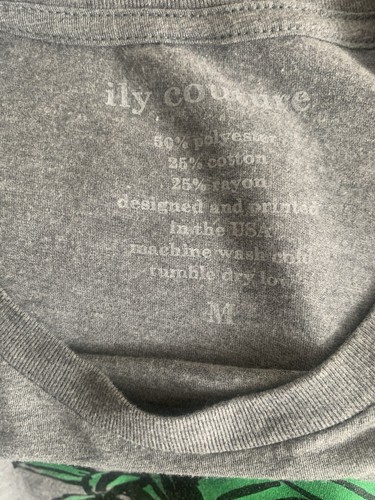 ily couture
50% polyester
25% cotton
25% rayon
designed and printed
in the USA
machine wash cold
tumble dry low
M